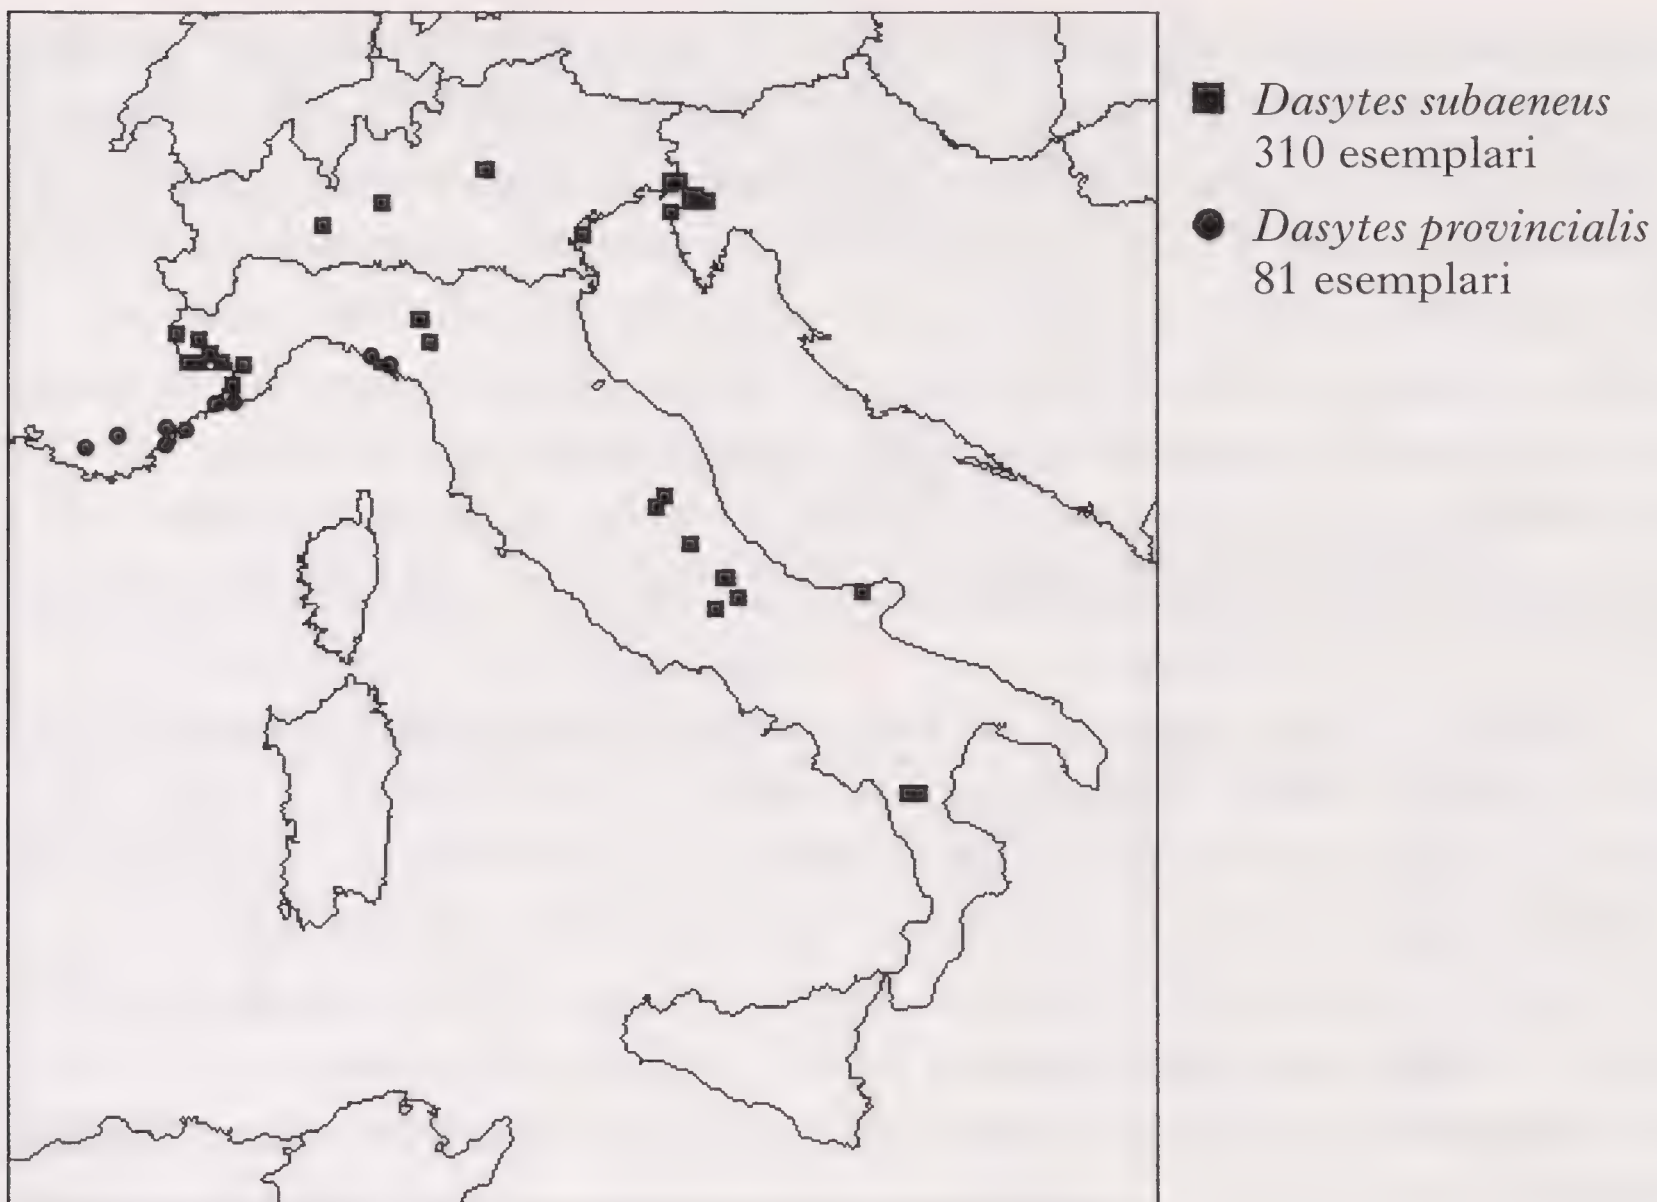 Dasytes subaeneus
310 esemplari
Dasytes provincialis
81 esemplari